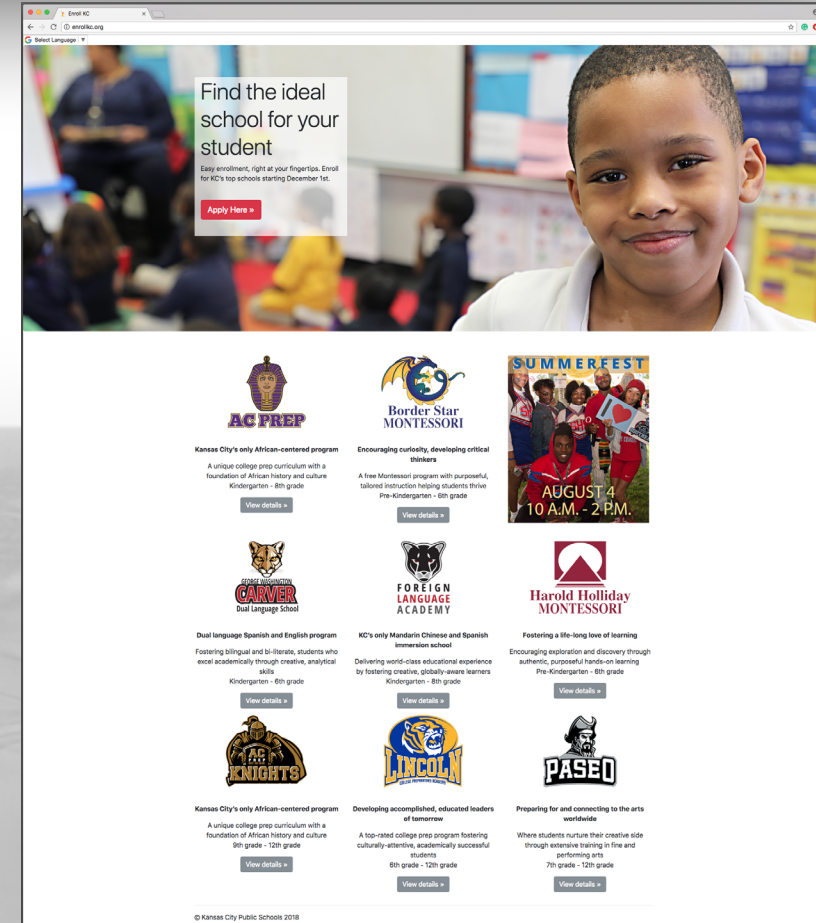 Enroll KC
enrollkc.org
Select Language
Find the ideal
school for your
student
Easy enrollment, right at your fingertips. Enroll
for KC's top schools starting December 1st.
Apply Here »
AC PREP
Kansas City's only African-centered program
A unique college prep curriculum with a
foundation of African history and culture
Kindergarten - 8th grade
View details »
Border Star
MONTESSORI
Encouraging curiosity, developing critical
thinkers
A free Montessori program with purposeful,
tailored instruction helping students thrive
Pre-Kindergarten - 6th grade
View details »
SUMMERFEST
AUGUST 4
10 A.M. - 2 P.M.
GEORGE WASHINGTON
CARVER
Dual Language School
Dual language Spanish and English program
Fostering bilingual and bi-literate, students who
excel academically through creative, analytical
skills
Kindergarten - 6th grade
View details »
FOREIGN
LANGUAGE
ACADEMY
KC's only Mandarin Chinese and Spanish
immersion school
Delivering world-class educational experience
by fostering creative, globally-aware learners
Kindergarten - 8th grade
View details »
Harold Holliday
MONTESSORI
Fostering a life-long love of learning
Encouraging exploration and discovery through
authentic, purposeful hands-on learning
Pre-Kindergarten - 6th grade
View details »
AC
PREP
KNIGHTS
Kansas City's only African-centered program
A unique college prep curriculum with a
foundation of African history and culture
9th grade - 12th grade
View details »
LINCOLN
COLLEGE PREPARATORY ACADEMY
Developing accomplished, educated leaders
of tomorrow
A top-rated college prep program fostering
culturally-attentive, academically successful
students
6th grade - 12th grade
View details »
PASEO
Preparing for and connecting to the arts
worldwide
Where students nurture their creative side
through extensive training in fine and
performing arts
7th grade - 12th grade
View details »
© Kansas City Public Schools 2018